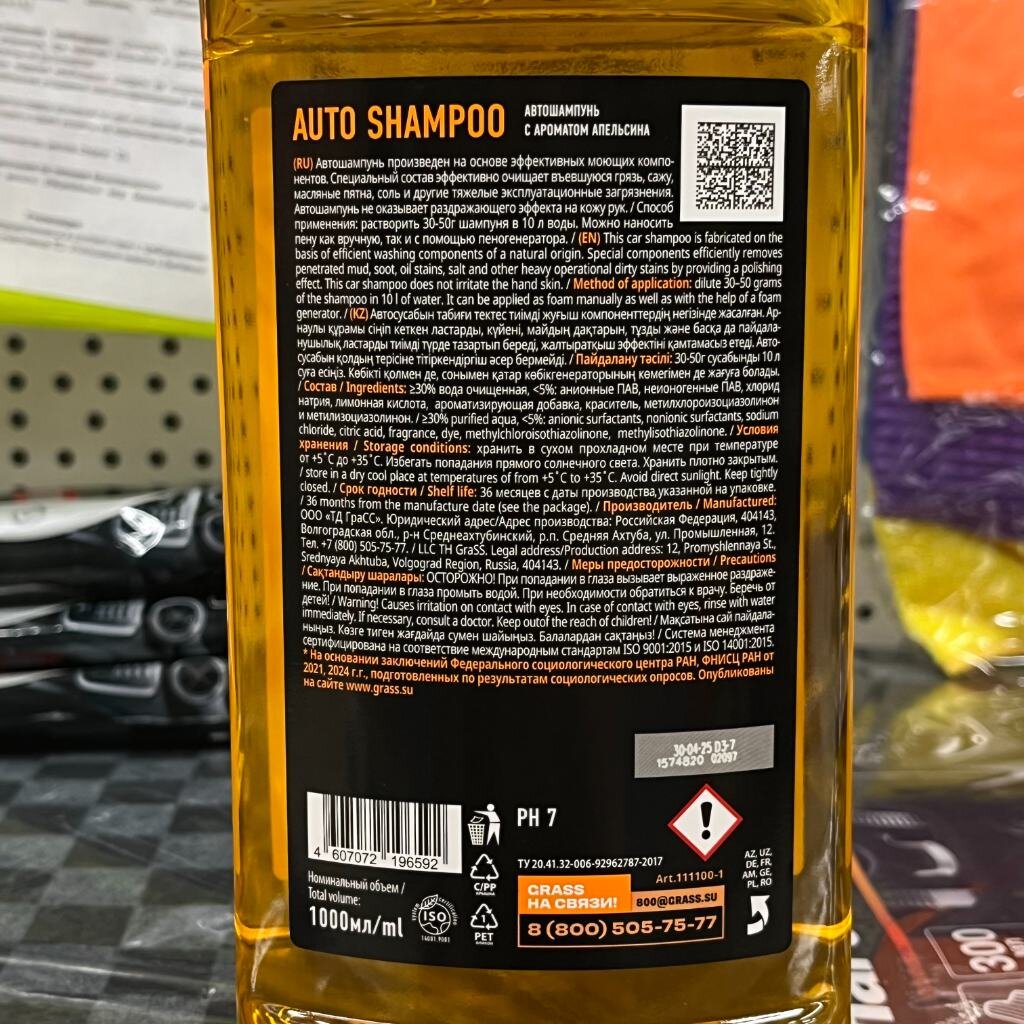 AUTO SHAMPOO
АВТОШАМПУНЬ
С АРОМАТОМ АПЕЛЬСИНА
(RU) Автошампунь произведен на основе эффективных моющих компо-
нентов. Специальный состав эффективно очищает въевшуюся грязь, сажу,
масляные пятна, соль и другие тяжелые эксплуатационные загрязнения.
Автошампунь не оказывает раздражающего эффекта на кожу рук. / Способ
применения: растворить 30-50г шампуня в 10 л воды. Можно наносить
пену как вручную, так и с помощью пеногенератора. / (EN) This car shampoo is fabricated on the
basis of efficient washing components of a natural origin. Special components efficiently removes
penetrated mud, soot, oil stains, salt and other heavy operational dirty stains by providing a polishing
effect. This car shampoo does not irritate the hand skin. / Method of application: dilute 30–50 grams
of the shampoo in 10 l of water. It can be applied as foam manually as well as with the help of a foam
generator. / (KZ) Автосусабын табиғи тектес тиімді жуғыш компоненттердің негізінде жасалған. Ар-
наулы құрамы сіңіп кеткен ластарды, күйені, майдың дақтарын, тұзды және басқа да пайдала-
нушылық ластарды тиімді түрде тазартып береді, жалтыратқыш эффектіні қамтамасыз етеді. Авто-
сусабын қолдың терісіне тітіркендіргіш әсер бермейді. / Пайдалану тәсілі: 30-50г сусабынды 10 л
суға есіңіз. Көбікті қолмен де, сонымен қатар көбікгенераторының көмегімен де жағуға болады.
/ Состав / Ingredients: ≥30% вода очищенная, <5%: анионные ПАВ, неионогенные ПАВ, хлорид
натрия, лимонная кислота, ароматизирующая добавка, краситель, метилхлороизоциазолинон
и метилизоциазолинон. / ≥30% purified aqua, <5%: anionic surfactants, nonionic surfactants, sodium
chloride, citric acid, fragrance, dye, methylchloroisothiazolinone, methylisothiazolinone. / Условия
хранения / Storage conditions: хранить в сухом прохладном месте при температуре
от +5˚С до +35˚С. Избегать попадания прямого солнечного света. Хранить плотно закрытым.
/ store in a dry cool place at temperatures of from +5˚C to +35˚C. Avoid direct sunlight. Keep tightly
closed. / Срок годности / Shelf life: 36 месяцев с даты производства, указанной на упаковке.
/ 36 months from the manufacture date (see the package). / Производитель / Manufactured:
ООО «ТД ГраСС». Юридический адрес/Адрес производства: Российская Федерация, 404143,
Волгоградская обл., р-н Среднеахтубинский, р.п. Средняя Ахтуба, ул. Промышленная, 12.
Тел. +7 (800) 505-75-77. / LLC TH GraSS. Legal address/Production address: 12, Promyshlennaya St.,
Srednyaya Akhtuba, Volgograd Region, Russia, 404143. / Меры предосторожности / Precautions
/ Сақтандыру шаралары: ОСТОРОЖНО! При попадании в глаза вызывает выраженное раздраже-
ние. При попадании в глаза промыть водой. При необходимости обратиться к врачу. Беречь от
детей! / Warning! Causes irritation on contact with eyes. In case of contact with eyes, rinse with water
immediately. If necessary, consult a doctor. Keep outof the reach of children! / Мақсатына сай пайдала-
ныңыз. Көзге тиген жағдайда сумен шайыңыз. Балалардан сақтаңыз! / Система менеджмента
сертифицирована на соответствие международным стандартам ISO 9001:2015 и ISO 14001:2015.
* На основании заключений Федерального социологического центра РАН, ФНИСЦ РАН от
2021, 2024 г.г., подготовленных по результатам социологических опросов. Опубликованы
на сайте www.grass.su
30-04-25 D3-7
1574820 02097
4 607072 196592
PH 7
C/PP
КРЫШКА
Номинальный объем /
Total volume:
1000мл/ml
ISO
14001, 9001
PET
ФЛАКОН
ТУ 20.41.32-006-92962787-2017
Art.111100-1
GRASS
НА СВЯЗИ!
800@GRASS.SU
8 (800) 505-75-77
AZ, UZ,
DE, FR,
AM, GE,
PL, RO
300